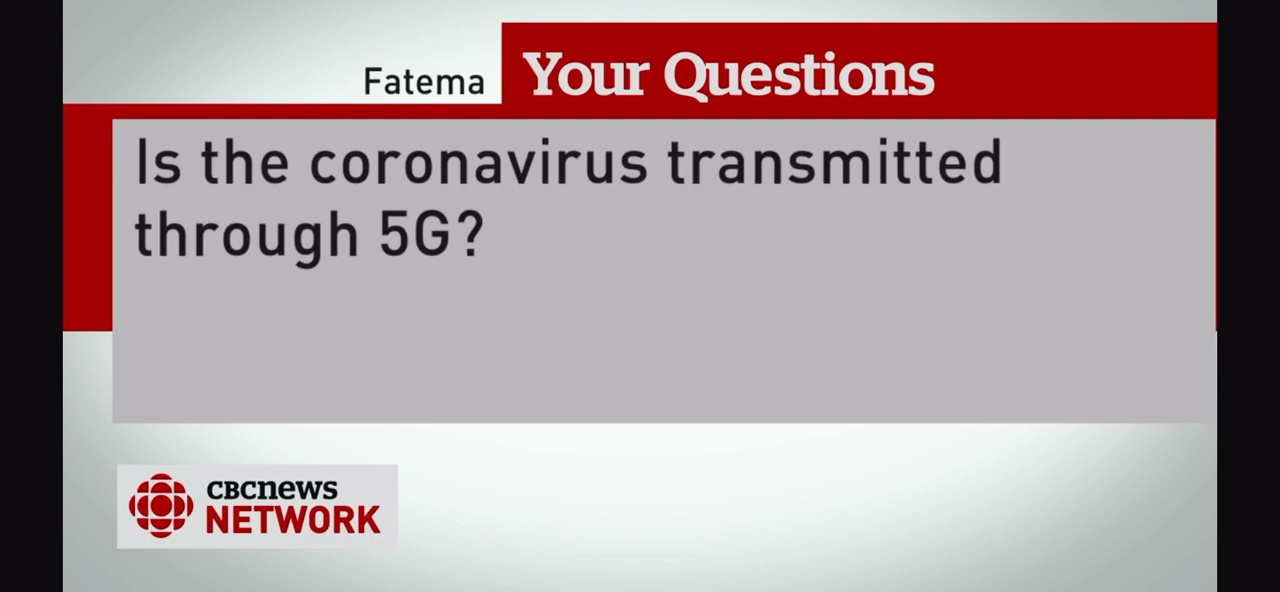 Fatema
Your Questions
Is the coronavirus transmitted
through 5G?
CBCnews
NETWORK